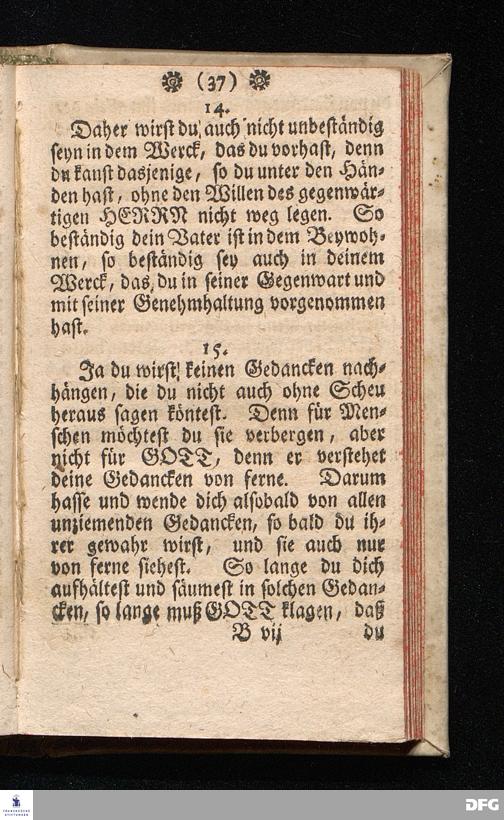 (37)
14.
Daher wirst du auch nicht unbeständig
seyn in dem Werck, das du vorhast, denn
du kanst dasjenige, so du unter den Hän-
den hast, ohne den Willen des gegenwär-
tigen HERRN nicht weg legen. So
beständig dein Vater ist in dem Beywoh-
nen, so beständig sey auch in deinem
Werck, das, du in seiner Gegenwart und
mit seiner Genehmhaltung vorgenommen
hast.
15.
Ja du wirst keinen Gedancken nach-
hängen, die du nicht auch ohne Scheu
heraus sagen köntest. Denn für Men-
schen möchtest du sie verbergen, aber
nicht für GOTT, denn er verstehet
deine Gedancken von ferne. Darum
hasse und wende dich alsobald von allen
unziemenden Gedancken, so bald du ih-
rer gewahr wirst, und sie auch nur
von ferne siehest. So lange du dich
aufhältest und säumest in solchen Gedan-
cken, so lange muß GOTT klagen, daß
B vij du
FRANCKESCHE
STIFTUNGEN
DFG